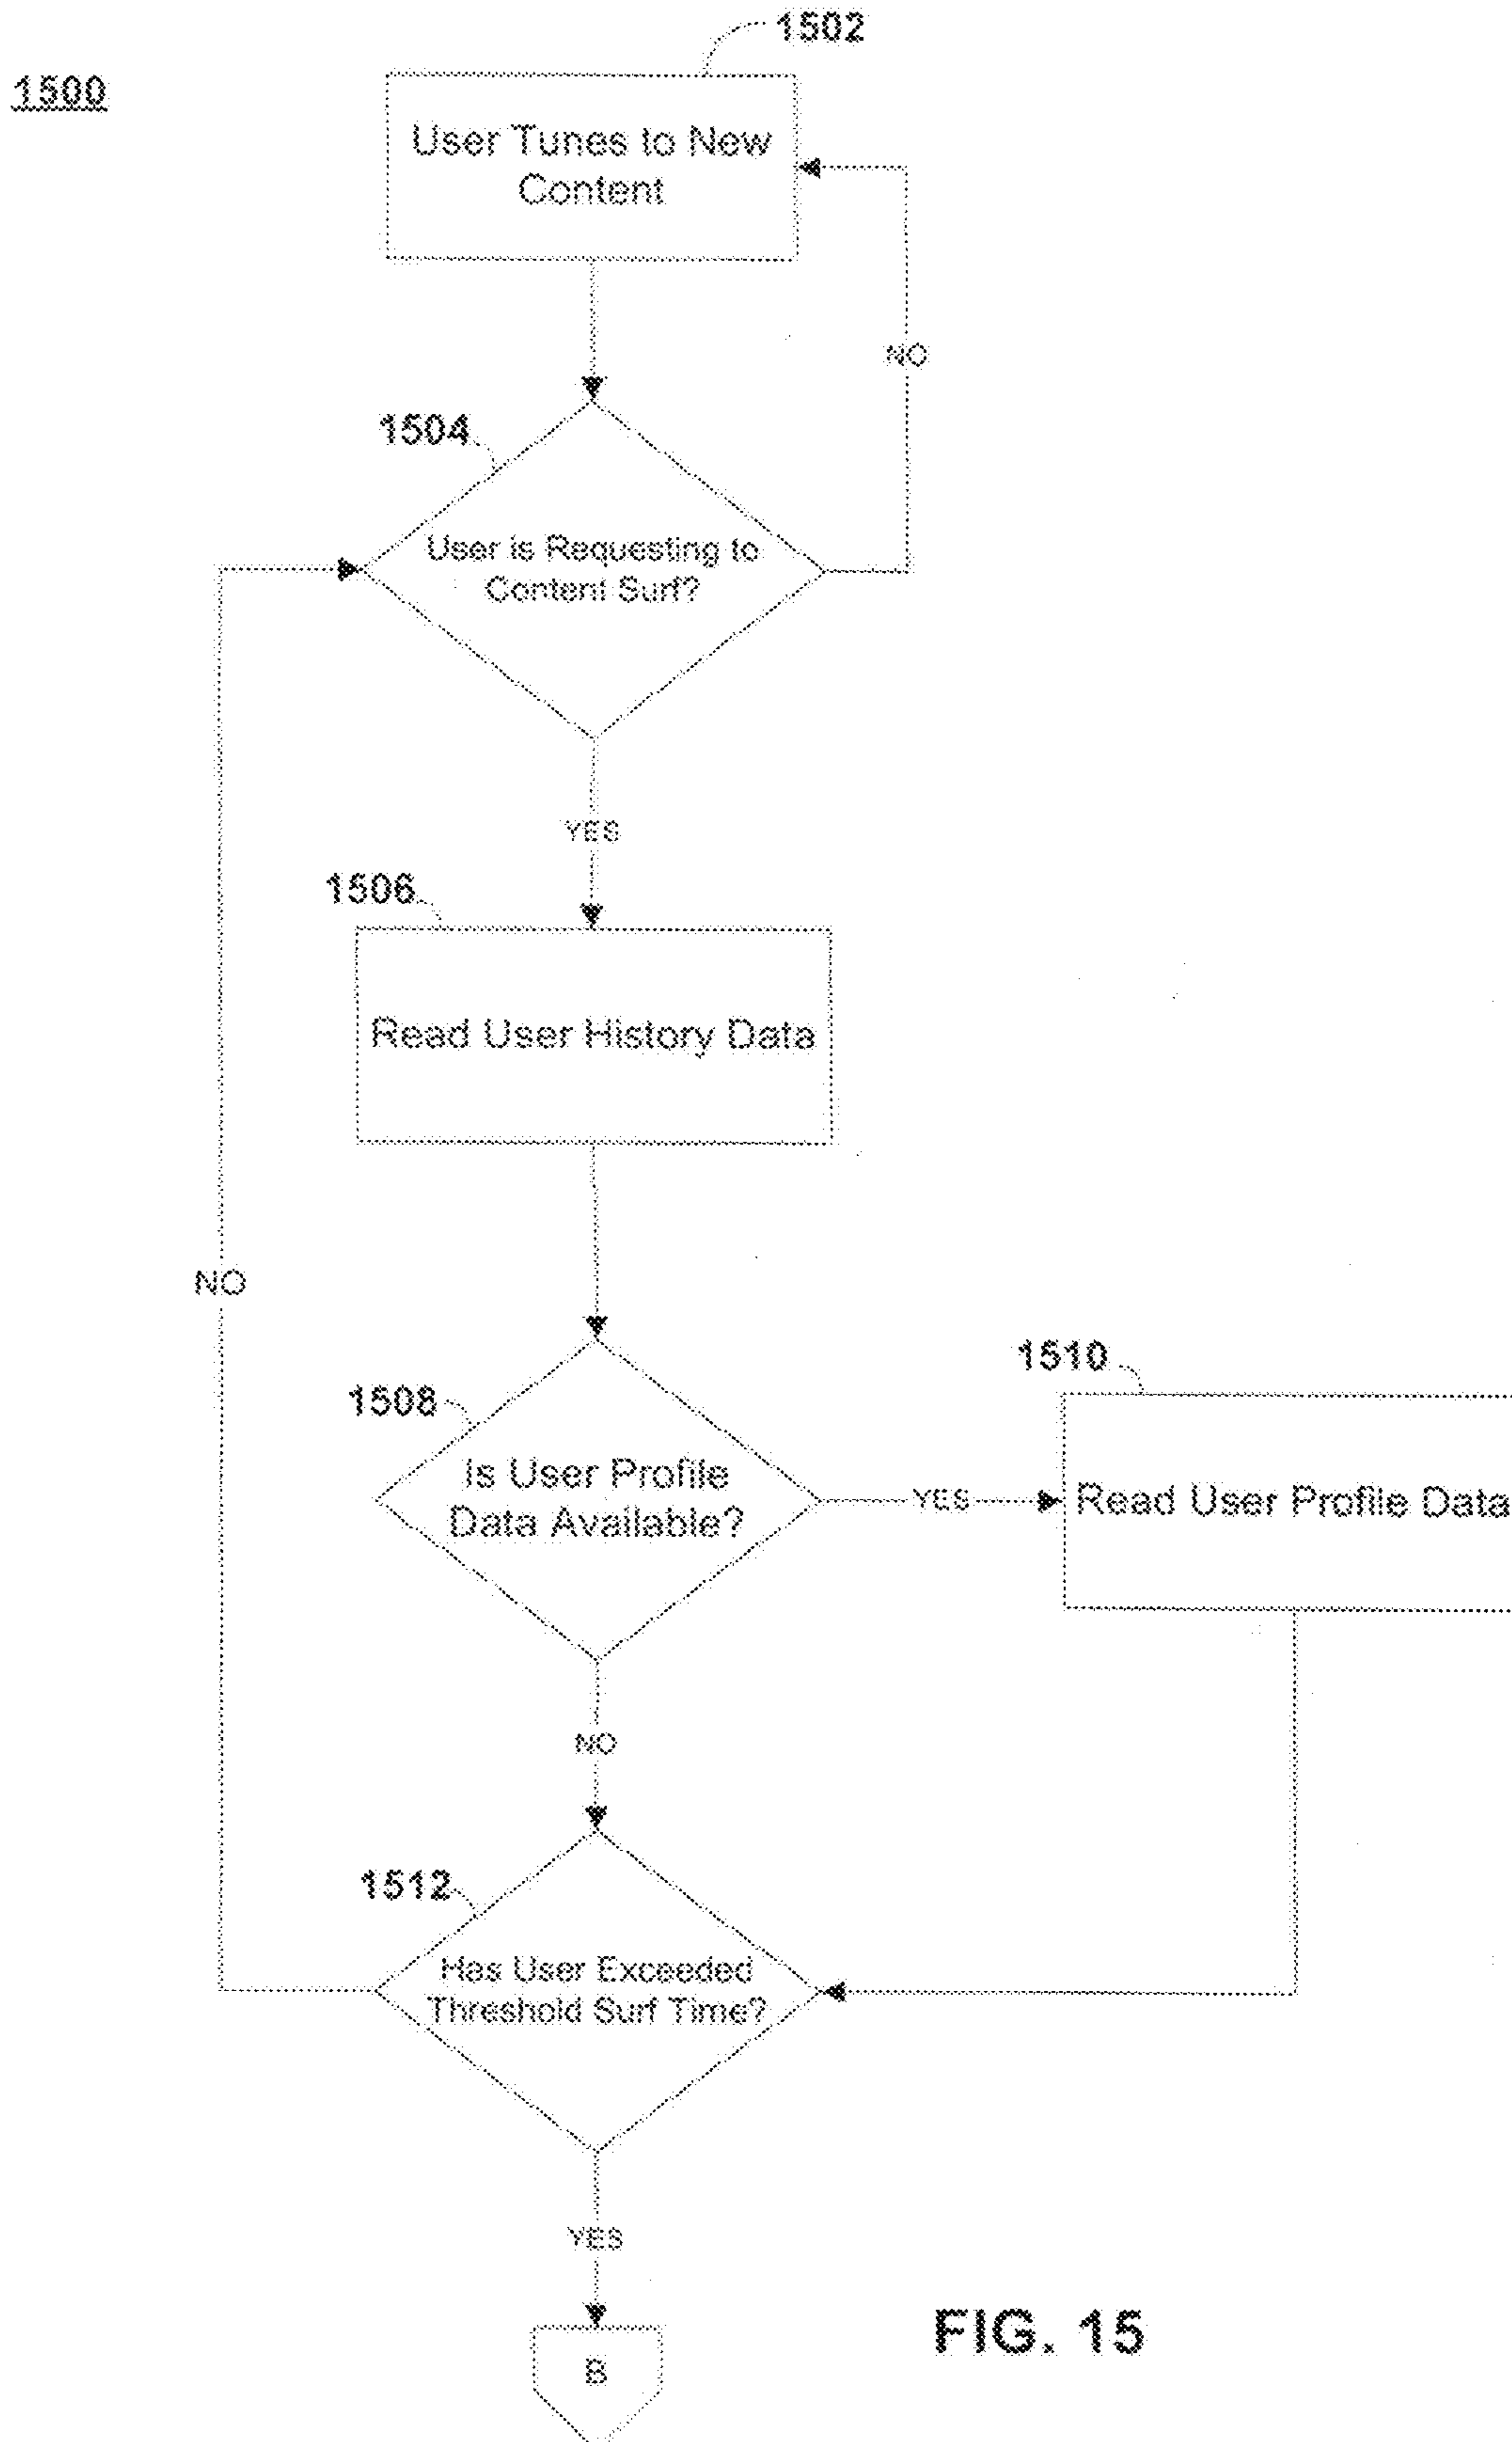 1500
1502
User Tunes to New
Content
NO
1504
User is Requesting to
Content Surf?
YES
1506
Read User History Data
NO
1508
Is User Profile
Data Available?
YES
1510
Read User Profile Data
NO
1512
Has User Exceeded
Threshold Surf Time?
YES
B
FIG. 15